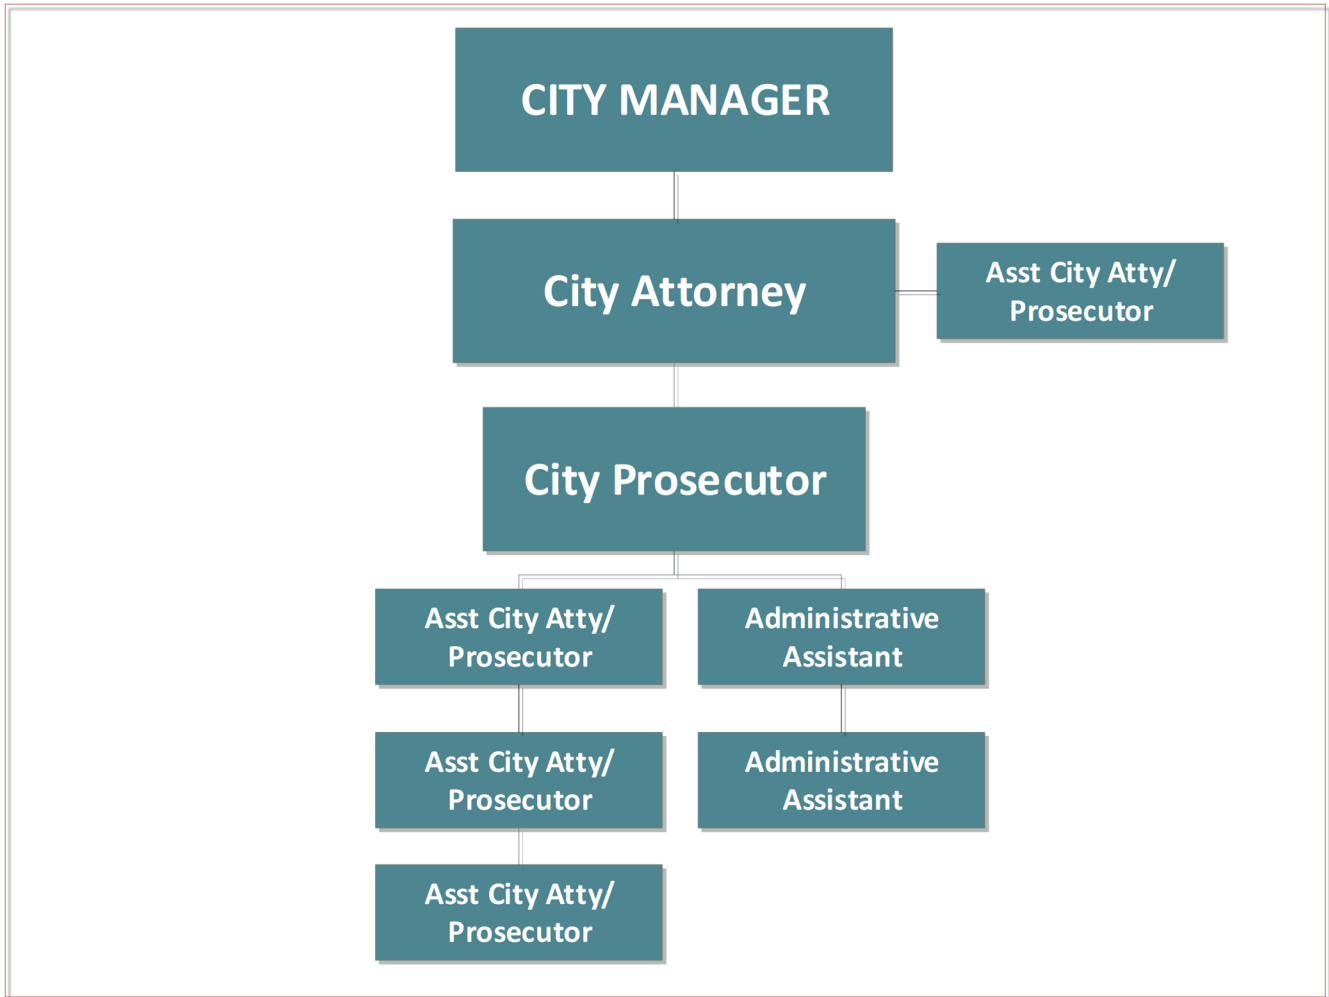 CITY MANAGER
City Attorney
Asst City Atty/
Prosecutor
City Prosecutor
Asst City Atty/
Prosecutor
Administrative
Assistant
Asst City Atty/
Prosecutor
Administrative
Assistant
Asst City Atty/
Prosecutor